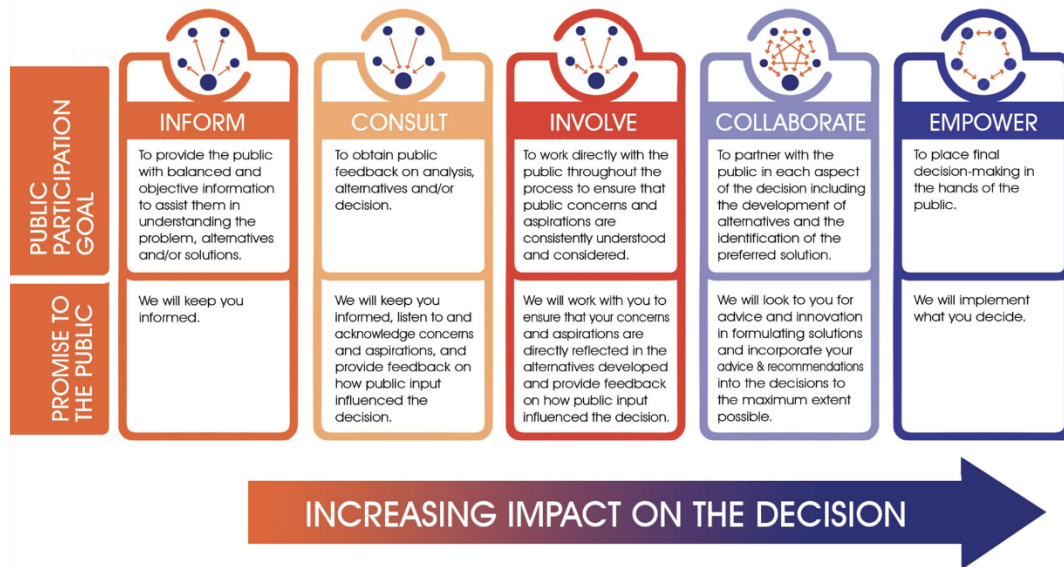 INFORM
CONSULT
INVOLVE
COLLABORATE
EMPOWER
PUBLIC
PARTICIPATION
GOAL
To provide the public
with balanced and
objective information
to assist them in
understanding the
problem, alternatives
and/or solutions.
To obtain public
feedback on analysis,
alternatives and/or
decision.
To work directly with the
public throughout the
process to ensure that
public concerns and
aspirations are
consistently understood
and considered.
To partner with the
public in each aspect
of the decision including
the development of
alternatives and the
identification of the
preferred solution.
To place final
decision-making in
the hands of the
public.
PROMISE TO
THE PUBLIC
We will keep you
informed.
We will keep you
informed, listen to and
acknowledge concerns
and aspirations, and
provide feedback on
how public input
influenced the
decision.
We will work with you to
ensure that your concerns
and aspirations are
directly reflected in the
alternatives developed
and provide feedback
on how public input
influenced the decision.
We will look to you for
advice and innovation
in formulating solutions
and incorporate your
advice & recommendations
into the decisions to
the maximum extent
possible.
We will implement
what you decide.
INCREASING IMPACT ON THE DECISION